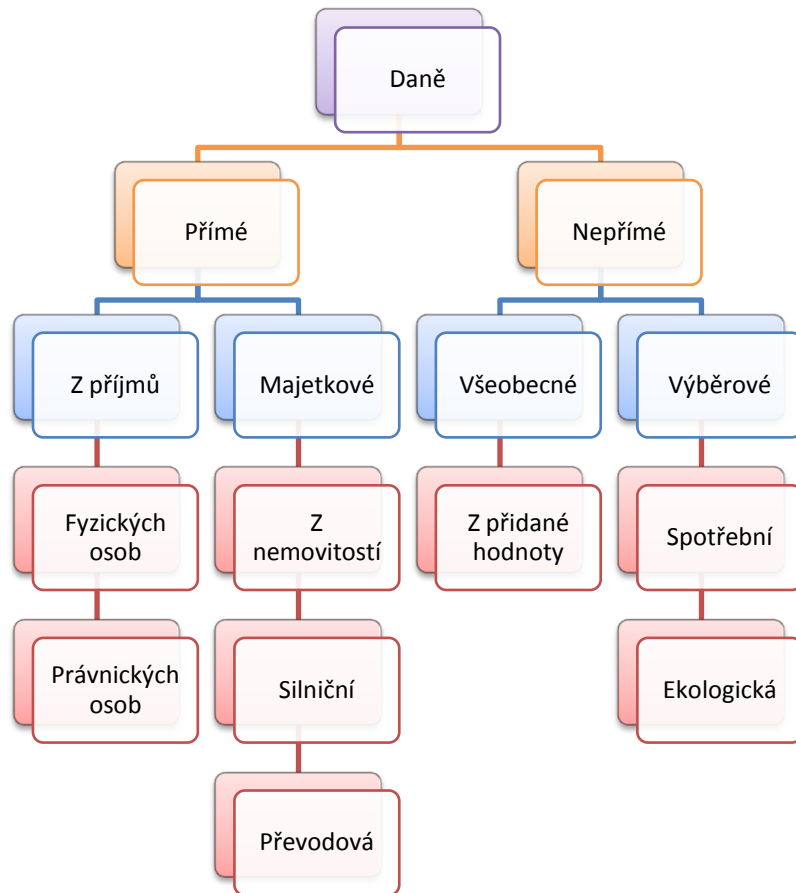 Daně
Přímé
Nepřímé
Z příjmů
Majetkové
Všeobecné
Výběrové
Fyzických
osob
Z
nemovitostí
Z přidané
hodnoty
Spotřební
Právnických
osob
Silniční
Ekologická
Převodová